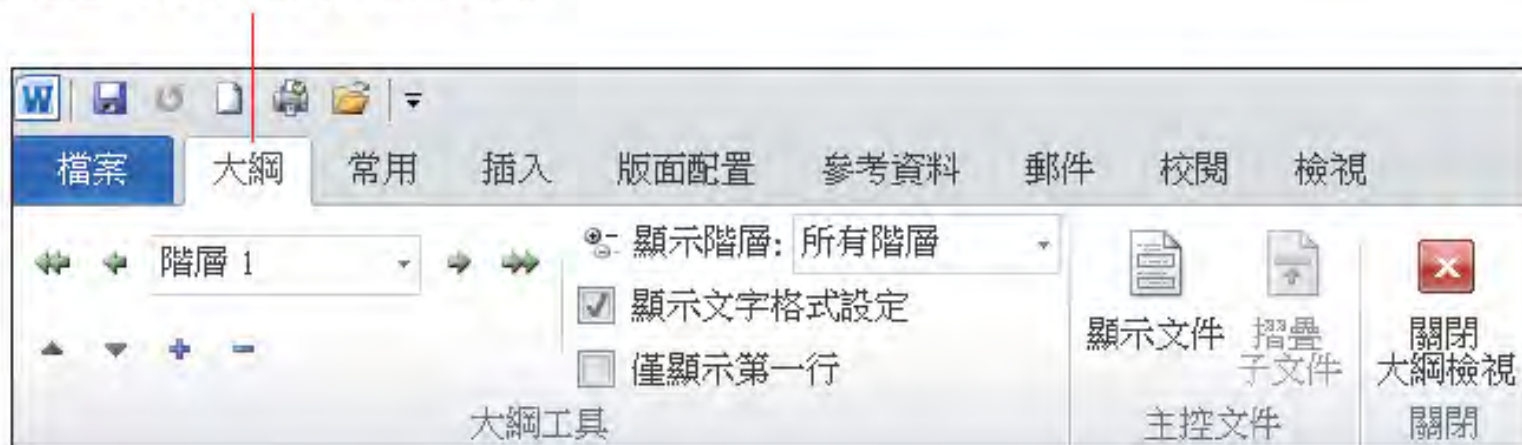 W
檔案 大綱 常用 插入 版面配置 參考資料 郵件 校閱 檢視
階層 1 顯示階層: 所有階層
顯示文字格式設定
僅顯示第一行
顯示文件 摺疊
子文件 關閉
大綱檢視
大綱工具 主控文件 關閉